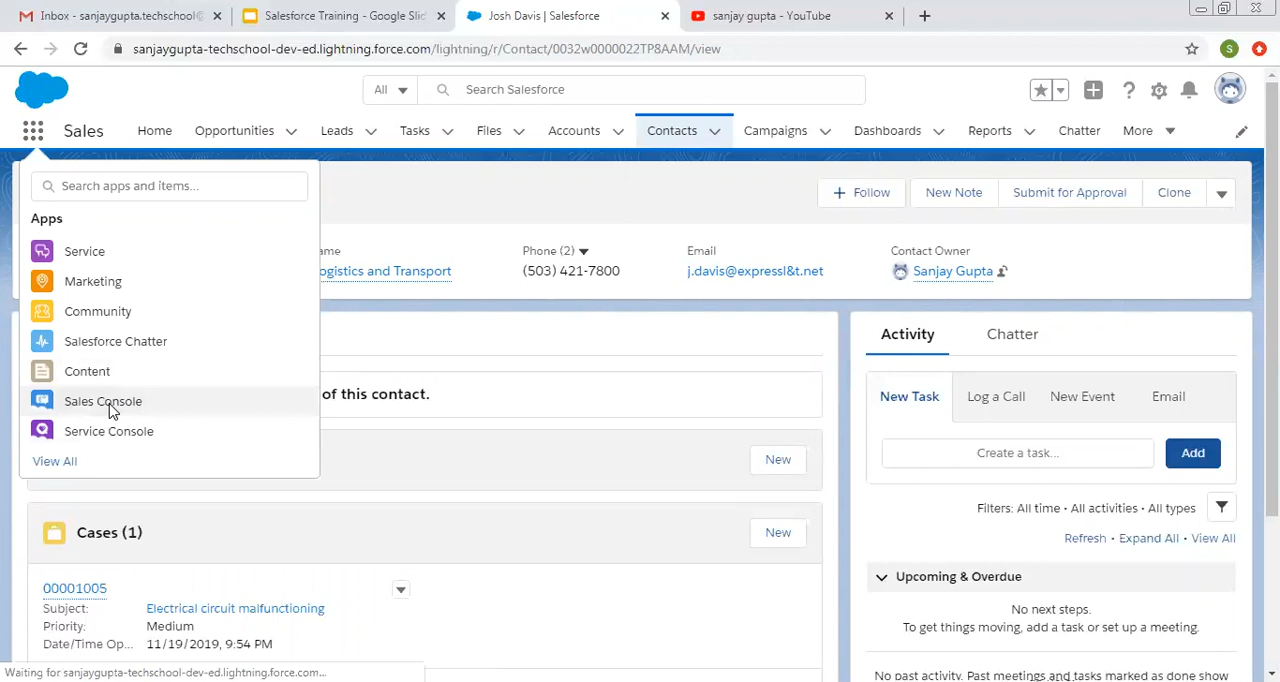 Inbox - sanjaygupta.techschool@
Salesforce Training - Google Slid
Josh Davis | Salesforce
sanjay gupta - YouTube
sanjaygupta-techschool-dev-ed.lightning.force.com/lightning/r/Contact/0032w0000022TP8AAM/view
S
All
Search Salesforce
Sales Home Opportunities Leads Tasks Files Accounts Contacts Campaigns Dashboards Reports Chatter More
Search apps and items...
Apps
Service
Marketing
Community
Salesforce Chatter
Content
Sales Console
Service Console
View All
Follow
New Note
Submit for Approval
Clone
ame
ogistics and Transport
Phone (2)
(503) 421-7800
Email
j.davis@expressl&t.net
Contact Owner
Sanjay Gupta
of this contact.
New
Cases (1)
New
00001005
Subject: Electrical circuit malfunctioning
Priority: Medium
Date/Time Op... 11/19/2019, 9:54 PM
Activity Chatter
New Task Log a Call New Event Email
Create a task...
Add
Filters: All time • All activities • All types
Refresh • Expand All • View All
Upcoming & Overdue
No next steps.
To get things moving, add a task or set up a meeting.
No past activity. Past meetings and tasks marked as done show
Waiting for sanjaygupta-techschool-dev-ed.lightning.force.com...